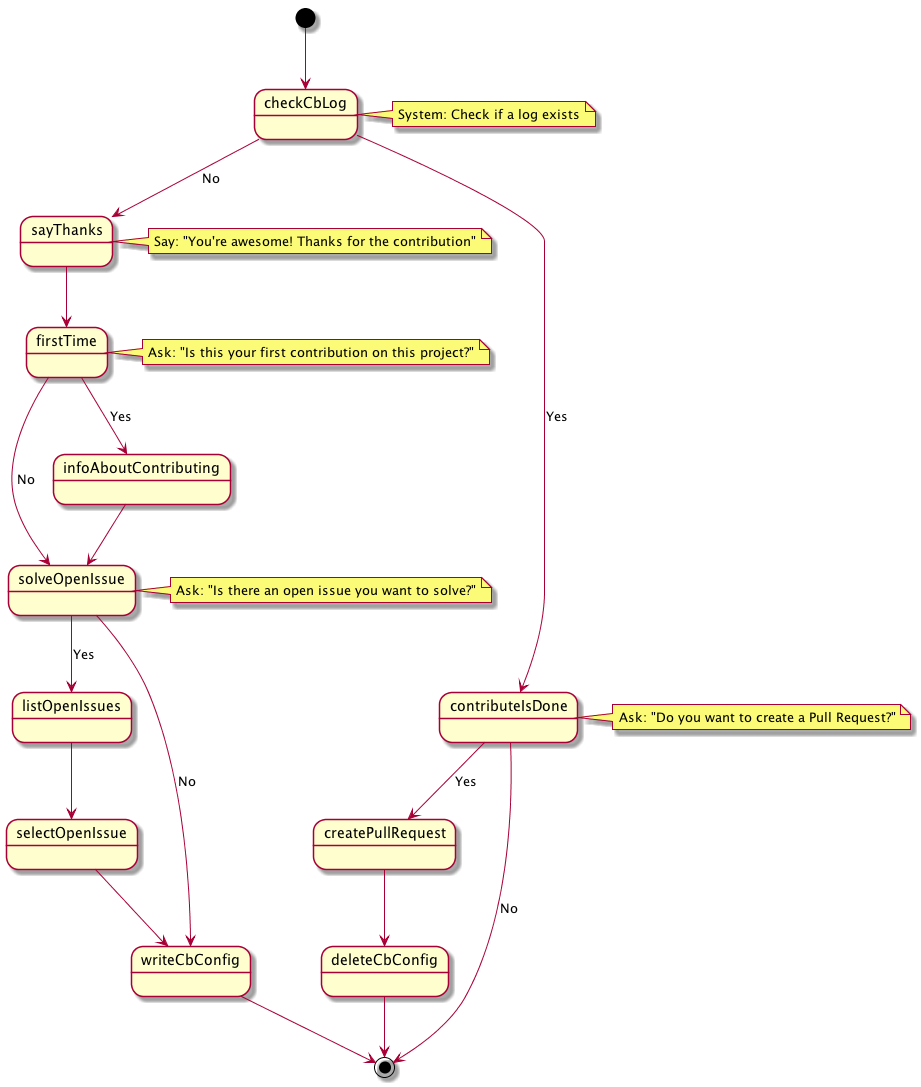 checkCbLog
System: Check if a log exists
No
sayThanks
Say: "You're awesome! Thanks for the contribution"
firstTime
Ask: "Is this your first contribution on this project?"
Yes
Yes
infoAboutContributing
No
solveOpenIssue
Ask: "Is there an open issue you want to solve?"
Yes
listOpenIssues
contributeIsDone
Ask: "Do you want to create a Pull Request?"
No
Yes
selectOpenIssue
createPullRequest
No
writeCbConfig
deleteCbConfig